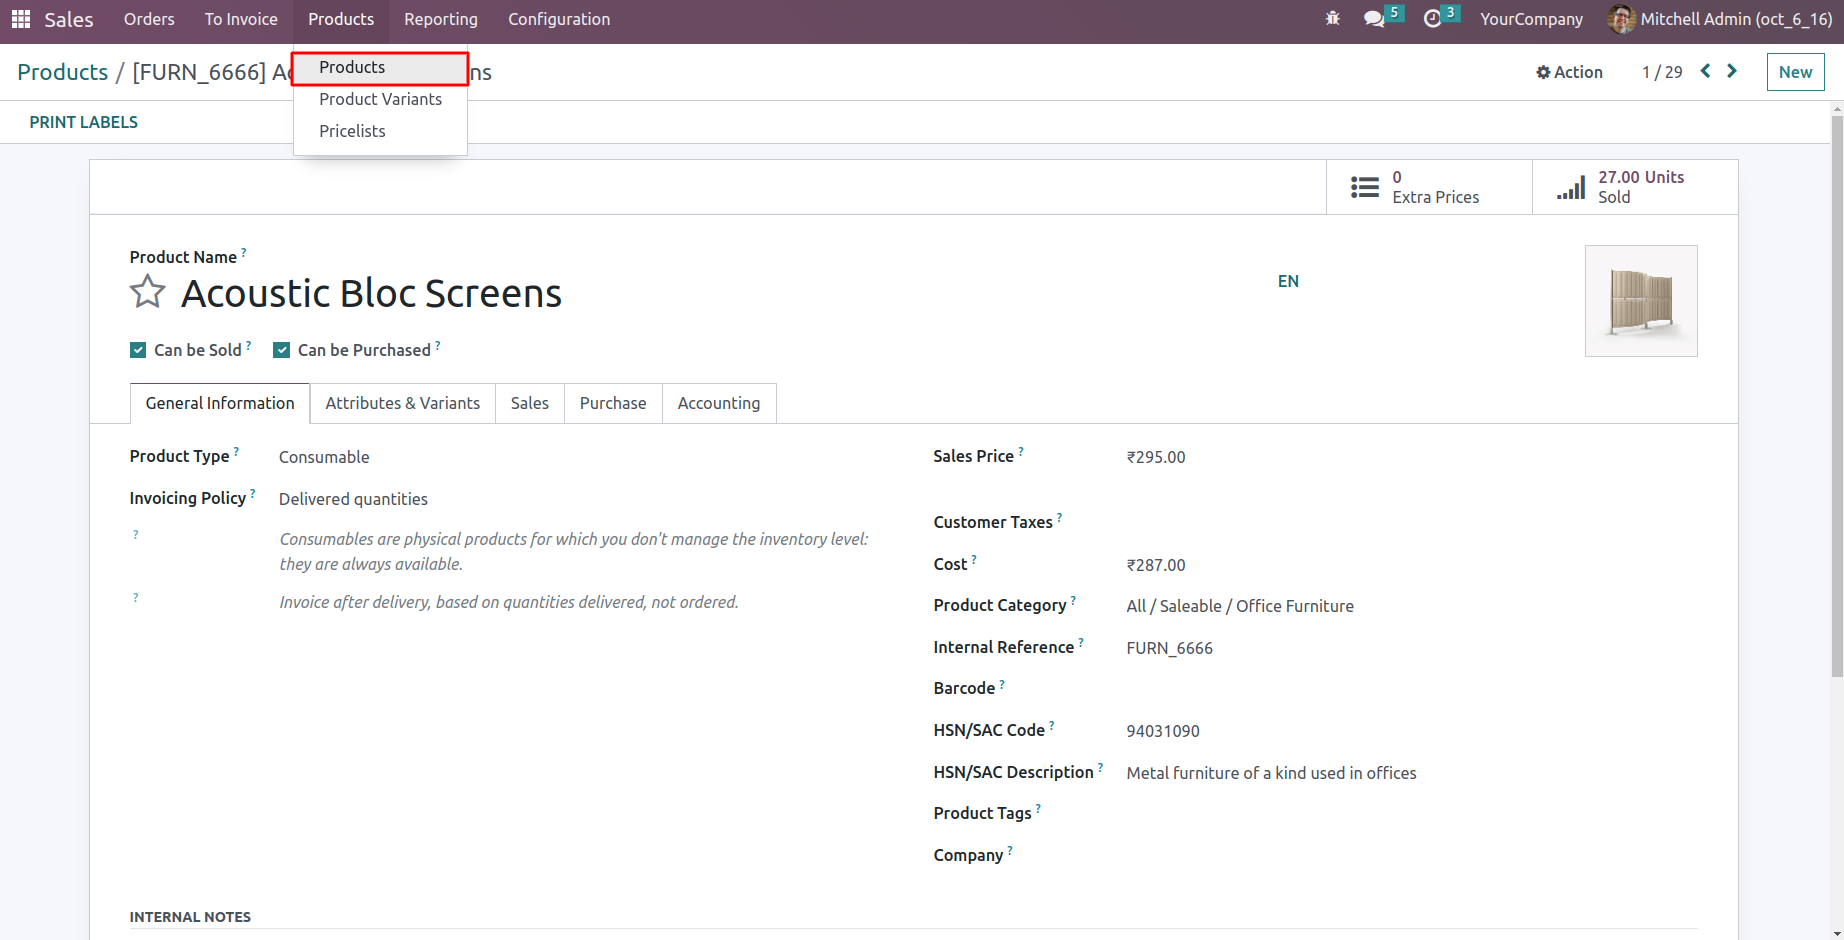 Sales Orders To Invoice Products Reporting Configuration 5 3 YourCompany Mitchell Admin (oct_6_16)
Products / [FURN_6666] Ac ns Action 1 / 29 New
Products
Product Variants
Pricelists
PRINT LABELS
0
Extra Prices
27.00 Units
Sold
Product Name ?
Acoustic Bloc Screens
EN
Can be Sold ? Can be Purchased ?
General Information Attributes & Variants Sales Purchase Accounting
Product Type ? Consumable
Invoicing Policy ? Delivered quantities
? Consumables are physical products for which you don't manage the inventory level:
they are always available.
? Invoice after delivery, based on quantities delivered, not ordered.
Sales Price ? ₹295.00
Customer Taxes ?
Cost ? ₹287.00
Product Category ? All / Saleable / Office Furniture
Internal Reference ? FURN_6666
Barcode ?
HSN/SAC Code ? 94031090
HSN/SAC Description ? Metal furniture of a kind used in offices
Product Tags ?
Company ?
INTERNAL NOTES